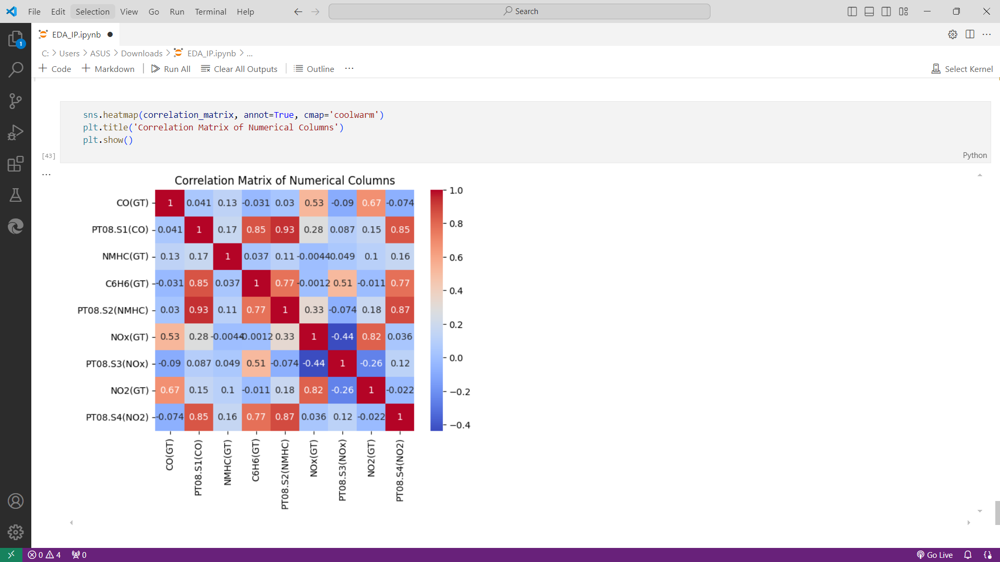 File Edit Selection View Go Run Terminal Help Search
EDA_IP.ipynb
1
C: > Users > ASUS > Downloads > EDA_IP.ipynb > ...
+ Code + Markdown | Run All Clear All Outputs | Outline ... Select Kernel
sns.heatmap(correlation_matrix, annot=True, cmap='coolwarm')
plt.title('Correlation Matrix of Numerical Columns')
plt.show()
[43] Python
...
Correlation Matrix of Numerical Columns
CO(GT) 1 0.041 0.13 -0.031 0.03 0.53 -0.09 0.67 -0.074
PT08.S1(CO) 0.041 1 0.17 0.85 0.93 0.28 0.087 0.15 0.85
NMHC(GT) 0.13 0.17 1 0.037 0.11 -0.0044 0.049 0.1 0.16
C6H6(GT) -0.031 0.85 0.037 1 0.77 -0.0012 0.51 -0.011 0.77
PT08.S2(NMHC) 0.03 0.93 0.11 0.77 1 0.33 -0.074 0.18 0.87
NOx(GT) 0.53 0.28 -0.0044 -0.0012 0.33 1 -0.44 0.82 0.036
PT08.S3(NOx) -0.09 0.087 0.049 0.51 -0.074 -0.44 1 -0.26 0.12
NO2(GT) 0.67 0.15 0.1 -0.011 0.18 0.82 -0.26 1 -0.022
PT08.S4(NO2) -0.074 0.85 0.16 0.77 0.87 0.036 0.12 -0.022 1
CO(GT) PT08.S1(CO) NMHC(GT) C6H6(GT) PT08.S2(NMHC) NOx(GT) PT08.S3(NOx) NO2(GT) PT08.S4(NO2)
1.0
0.8
0.6
0.4
0.2
0.0
−0.2
−0.4
0 4 0 Go Live